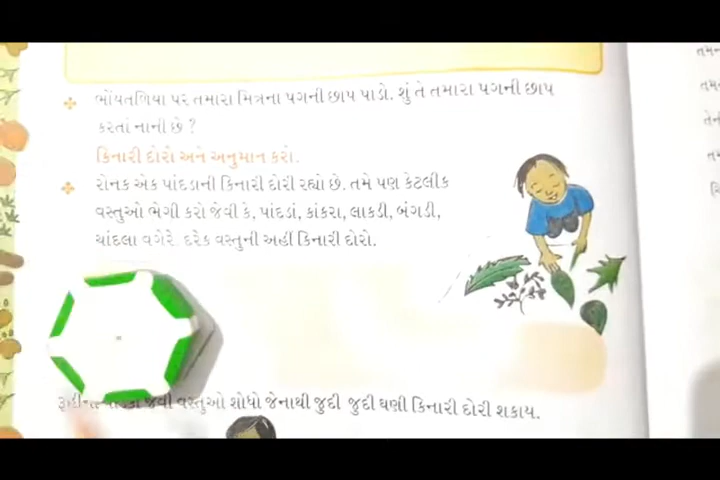 ભોંયતળિયા પર તમારા મિત્રના પગની છાપ પાડો. શું તે તમારા પગની છાપ
કરતાં નાની છે ?
કિનારી દોરો અને અનુમાન કરો.
રોનક એક પાંદડાની કિનારી દોરી રહ્યો છે. તમે પણ કેટલીક
વસ્તુઓ ભેગી કરો જેવી કે, પાંદડાં, કાંકરા, લાકડી, બંગડી,
ચાંદલા વગેરે. દરેક વસ્તુની અહીં કિનારી દોરો.
જેવી વસ્તુઓ શોધો જેનાથી જુદી જુદી ઘણી કિનારી દોરી શકાય.